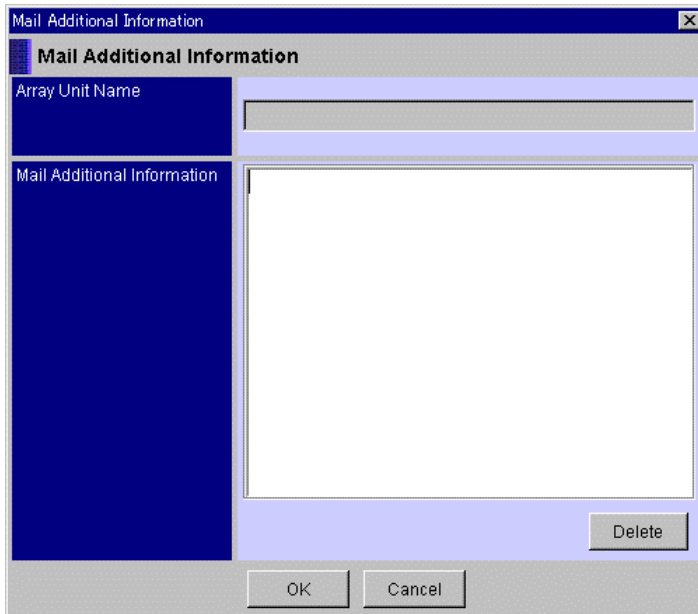 Mail Additional Information
Mail Additional Information
Array Unit Name
Mail Additional Information
Delete
OK
Cancel